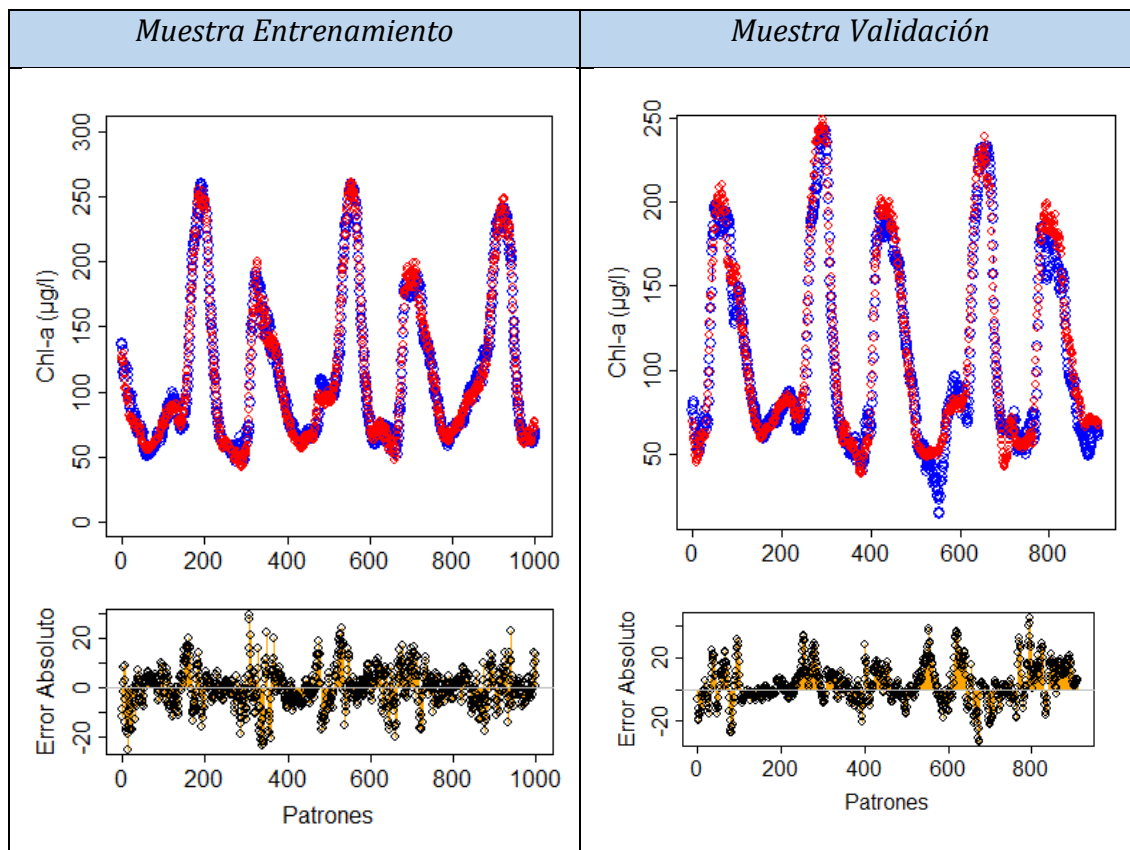 Muestra Entrenamiento
Muestra Validación
Chl-a (µg/l)
300
250
200
150
100
50
0
0 200 400 600 800 1000
Error Absoluto
20
0
-20
0 200 400 600 800 1000
Patrones
Chl-a (µg/l)
250
200
150
100
50
0 200 400 600 800
Error Absoluto
20
-20
0 200 400 600 800
Patrones